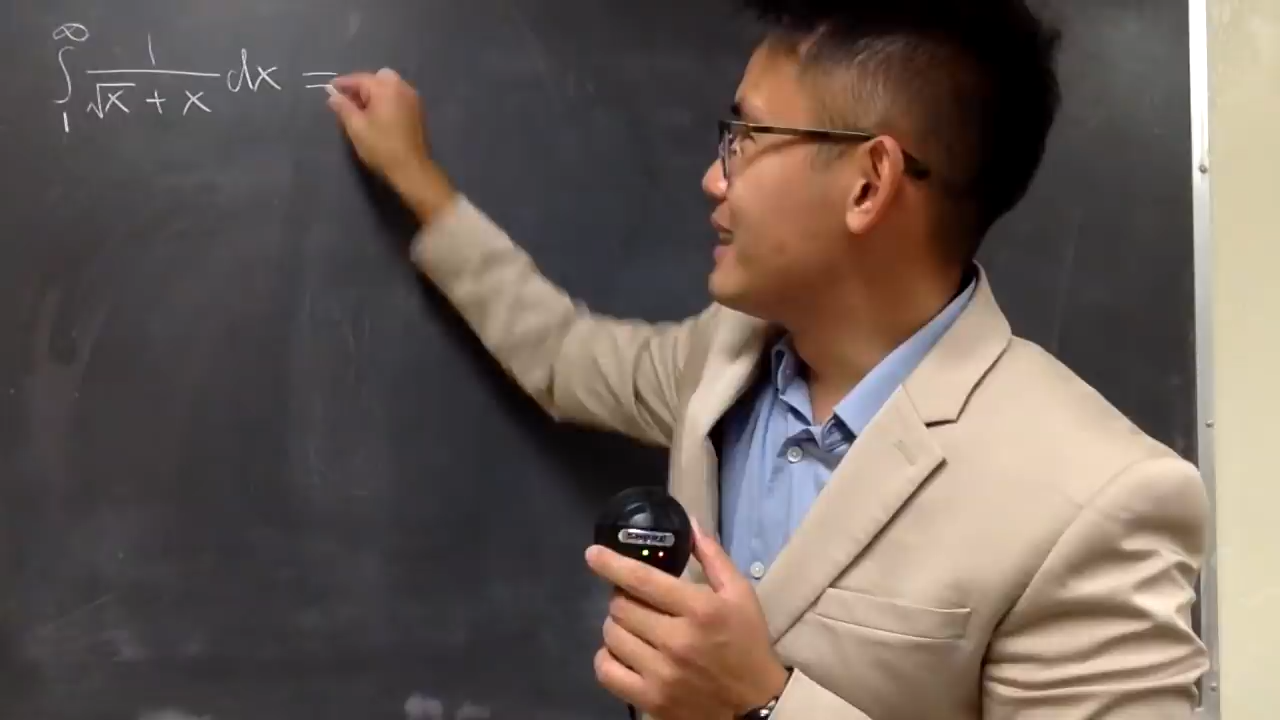 ∫₁^∞ 1/(√x + x) dx =